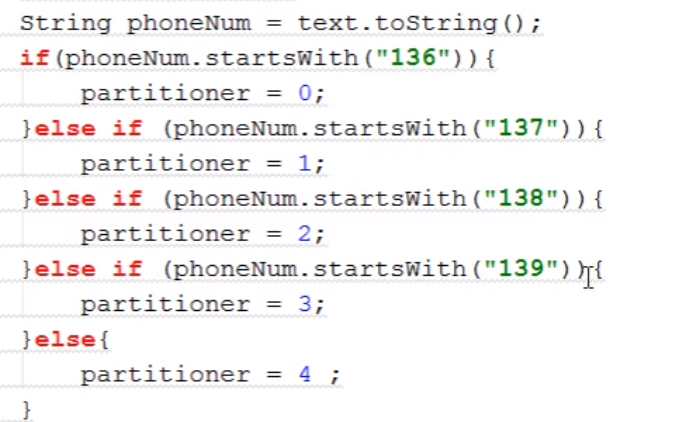 String phoneNum = text.toString();
if(phoneNum.startsWith("136")){
    partitioner = 0;
}else if (phoneNum.startsWith("137")){
    partitioner = 1;
}else if (phoneNum.startsWith("138")){
    partitioner = 2;
}else if (phoneNum.startsWith("139")){
    partitioner = 3;
}else{
    partitioner = 4 ;
}